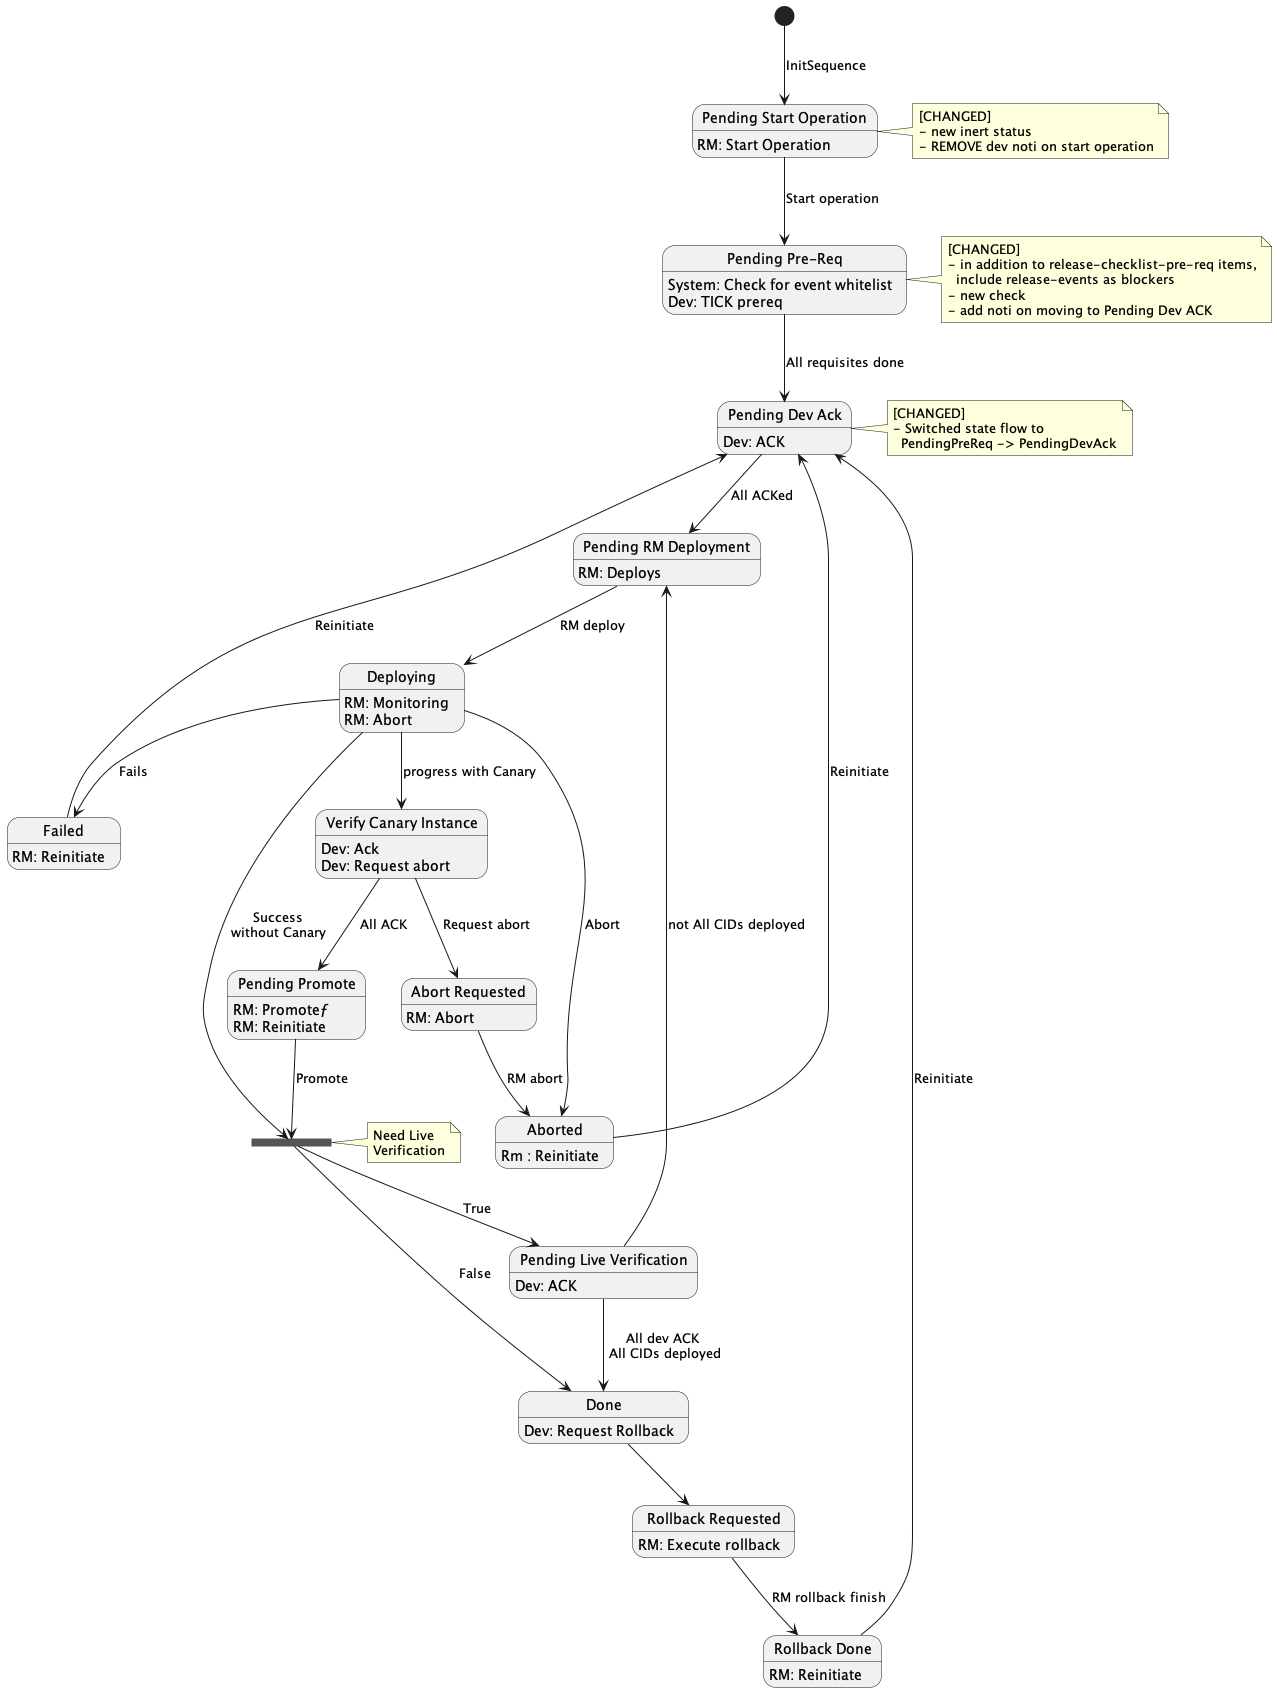 InitSequence
Pending Start Operation
RM: Start Operation
[CHANGED]
- new inert status
- REMOVE dev noti on start operation
Start operation
Pending Pre-Req
System: Check for event whitelist
Dev: TICK prereq
[CHANGED]
- in addition to release-checklist-pre-req items,
include release-events as blockers
- new check
- add noti on moving to Pending Dev ACK
All requisites done
Pending Dev Ack
Dev: ACK
[CHANGED]
- Switched state flow to
PendingPreReq -> PendingDevAck
All ACKed
Pending RM Deployment
RM: Deploys
Reinitiate
RM deploy
Deploying
RM: Monitoring
RM: Abort
Fails
progress with Canary
Reinitiate
Failed
RM: Reinitiate
Verify Canary Instance
Dev: Ack
Dev: Request abort
Success
without Canary
All ACK
Request abort
Abort
not All CIDs deployed
Pending Promote
RM: Promoteƒ
RM: Reinitiate
Abort Requested
RM: Abort
Promote
RM abort
Reinitiate
Need Live
Verification
Aborted
Rm : Reinitiate
True
Pending Live Verification
Dev: ACK
False
All dev ACK
All CIDs deployed
Done
Dev: Request Rollback
Rollback Requested
RM: Execute rollback
RM rollback finish
Rollback Done
RM: Reinitiate